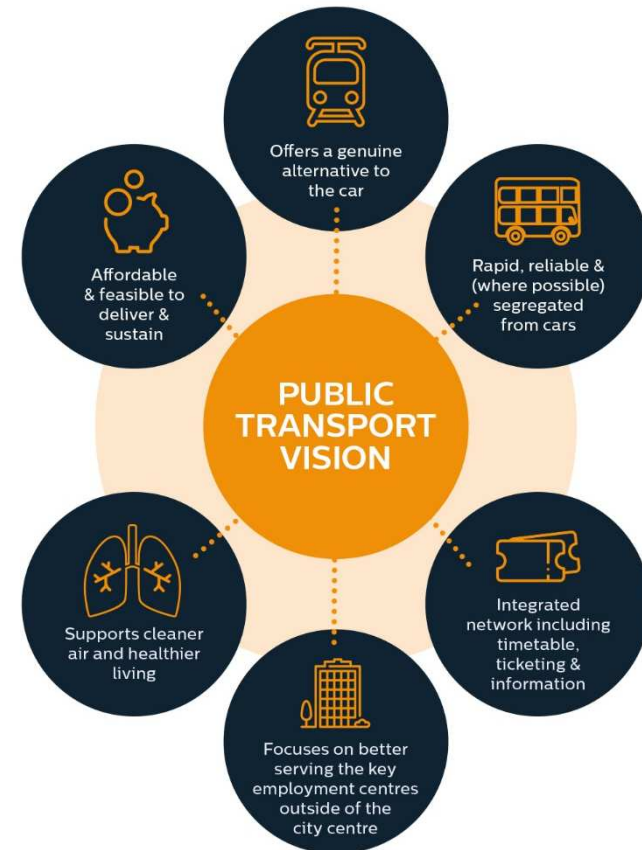 Offers a genuine
alternative to
the car
Rapid, reliable &
(where possible)
segregated
from cars
Integrated
network including
timetable,
ticketing &
information
Focuses on better
serving the key
employment centres
outside of the
city centre
Supports cleaner
air and healthier
living
Affordable
& feasible to
deliver &
sustain
PUBLIC
TRANSPORT
VISION